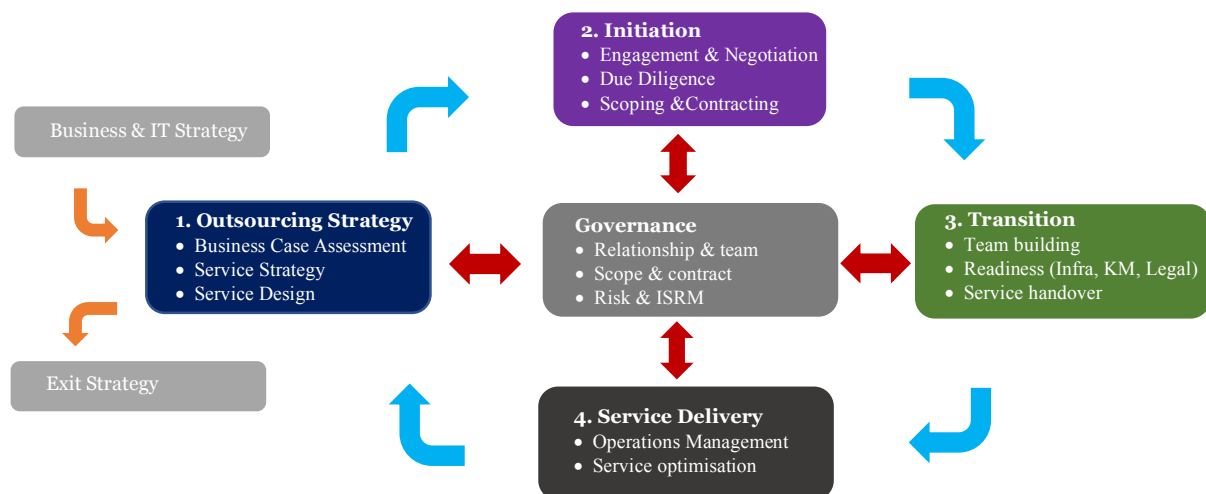 2. Initiation
• Engagement & Negotiation
• Due Diligence
• Scoping &Contracting
Business & IT Strategy
1. Outsourcing Strategy
• Business Case Assessment
• Service Strategy
• Service Design
Governance
• Relationship & team
• Scope & contract
• Risk & ISRM
3. Transition
• Team building
• Readiness (Infra, KM, Legal)
• Service handover
Exit Strategy
4. Service Delivery
• Operations Management
• Service optimisation